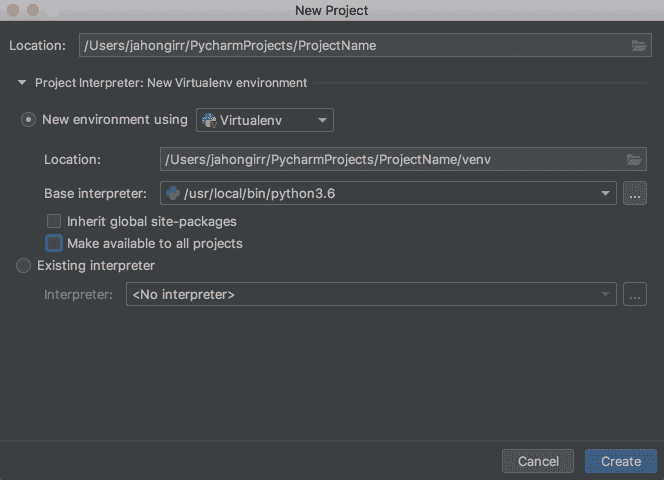 New Project
Location: /Users/jahongirr/PycharmProjects/ProjectName
Project Interpreter: New Virtualenv environment
New environment using Virtualenv
Location: /Users/jahongirr/PycharmProjects/ProjectName/venv
Base interpreter: /usr/local/bin/python3.6 ...
Inherit global site-packages
Make available to all projects
Existing interpreter
Interpreter: <No interpreter> ...
Cancel Create